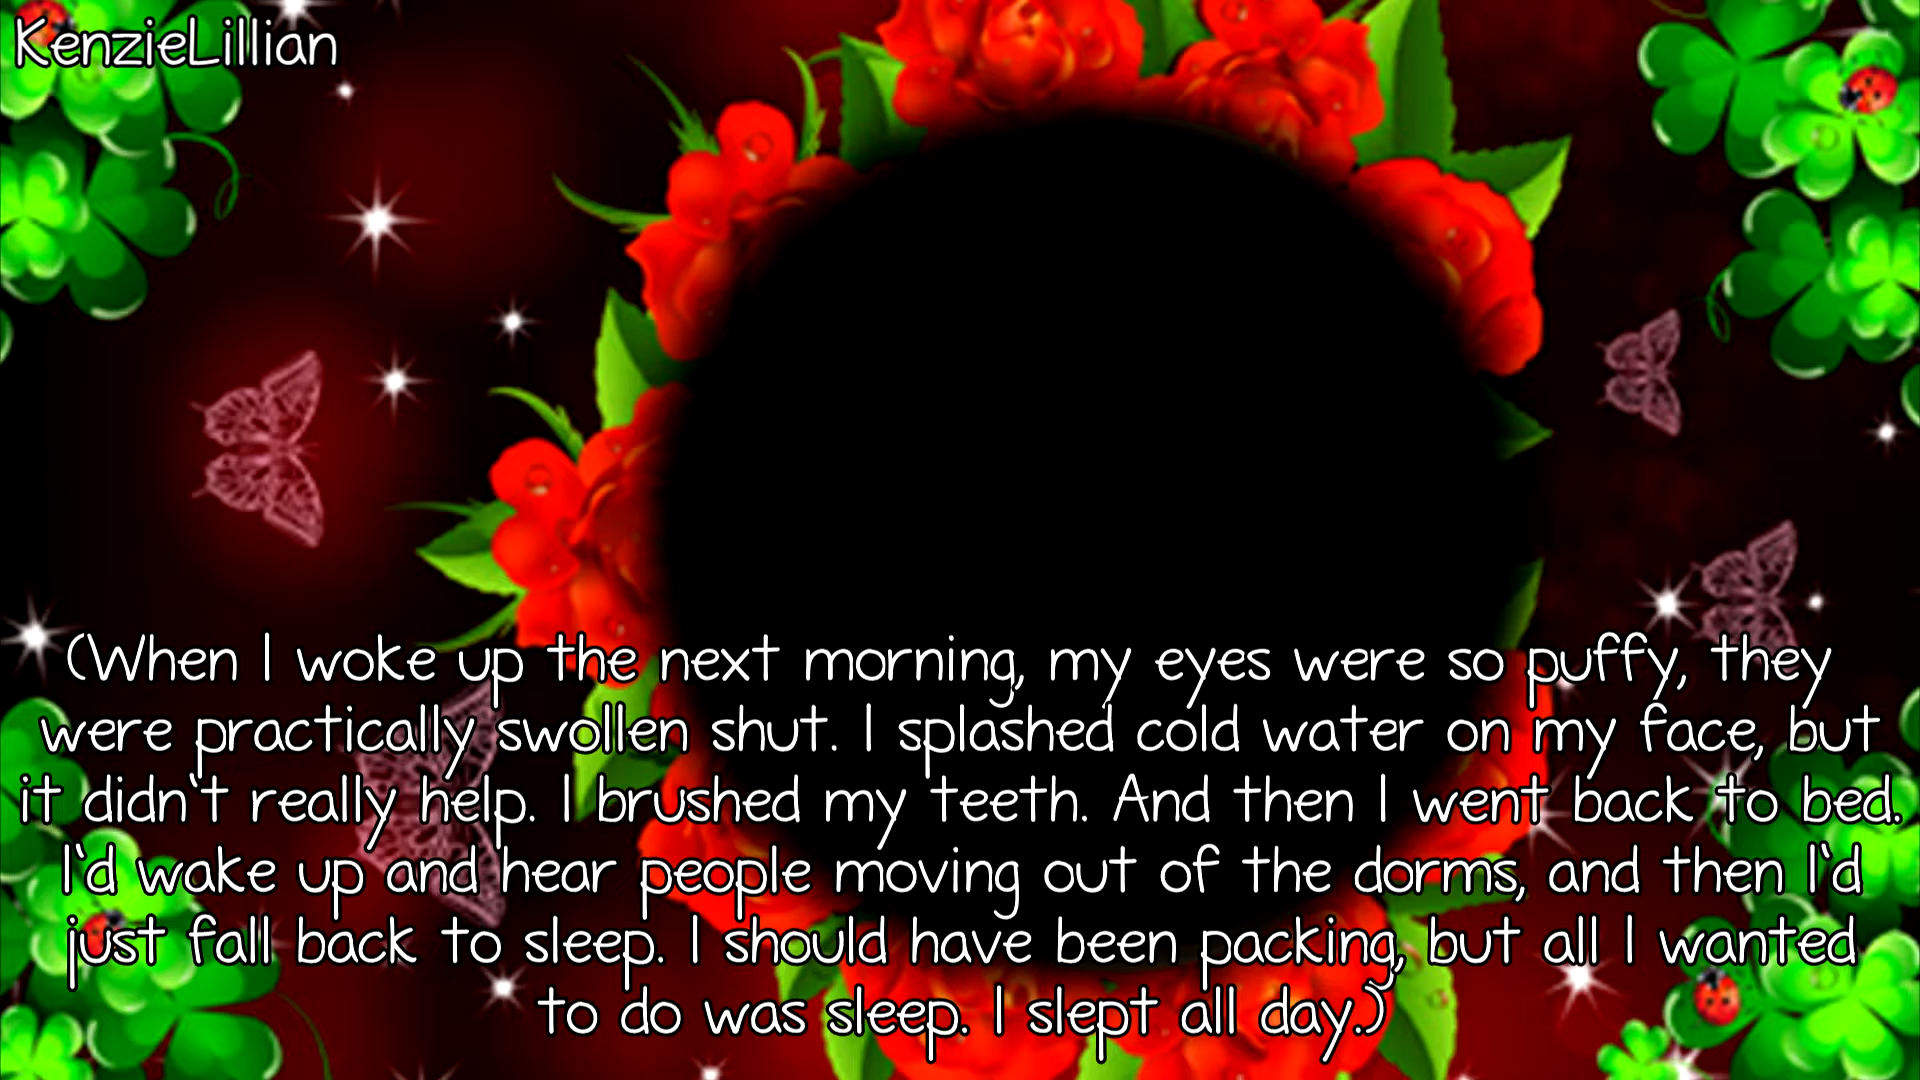 KenzieLillian
(When I woke up the next morning, my eyes were so puffy, they
were practically swollen shut. I splashed cold water on my face, but
it didn't really help. I brushed my teeth. And then I went back to bed.
I'd wake up and hear people moving out of the dorms, and then I'd
just fall back to sleep. I should have been packing, but all I wanted
to do was sleep. I slept all day.)